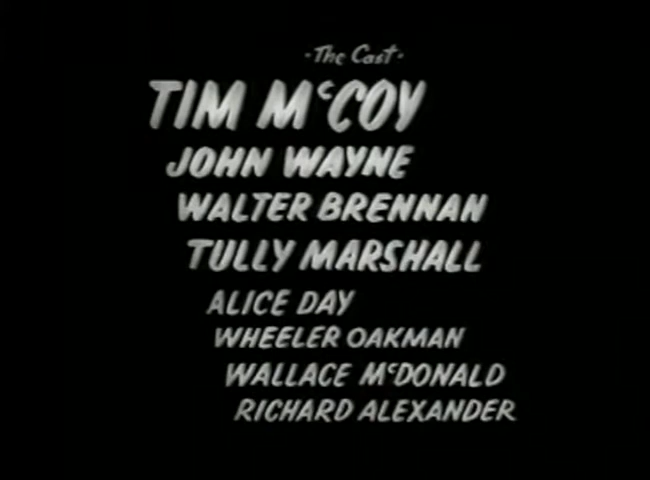 ·The Cast·
TIM McCOY
JOHN WAYNE
WALTER BRENNAN
TULLY MARSHALL
ALICE DAY
WHEELER OAKMAN
WALLACE McDONALD
RICHARD ALEXANDER